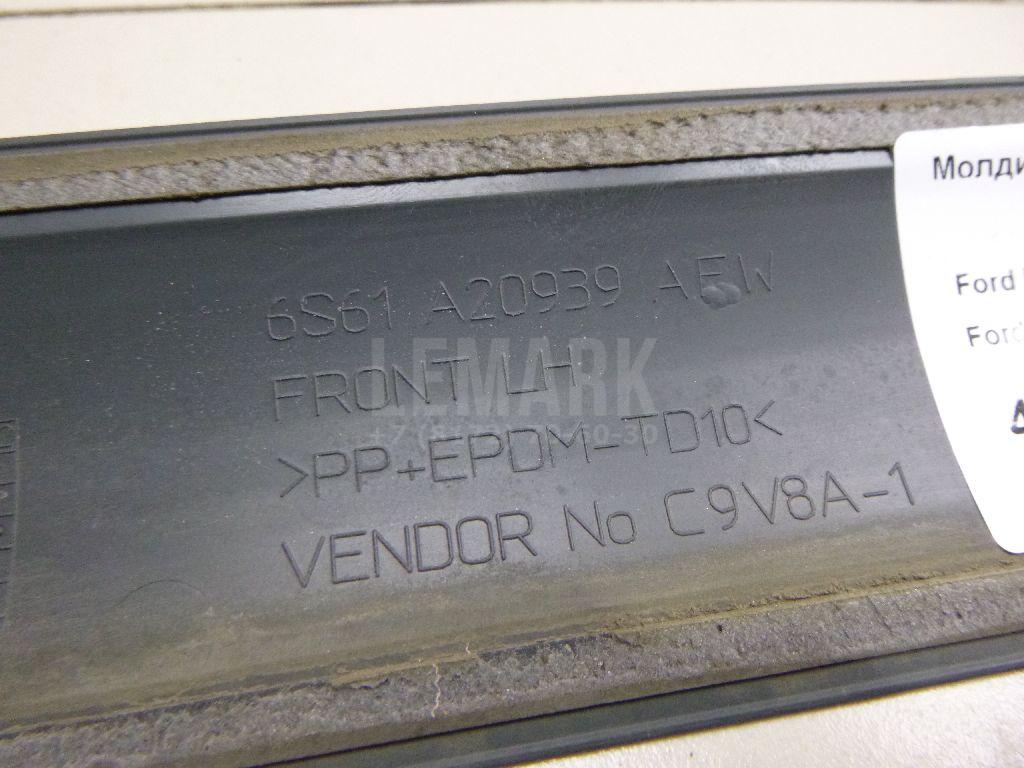 6S61 A20939 AEW
FRONT LH
>PP+EPDM-TD10<
VENDOR No C9V8A-1
LEMARK
Молди
Ford
Ford